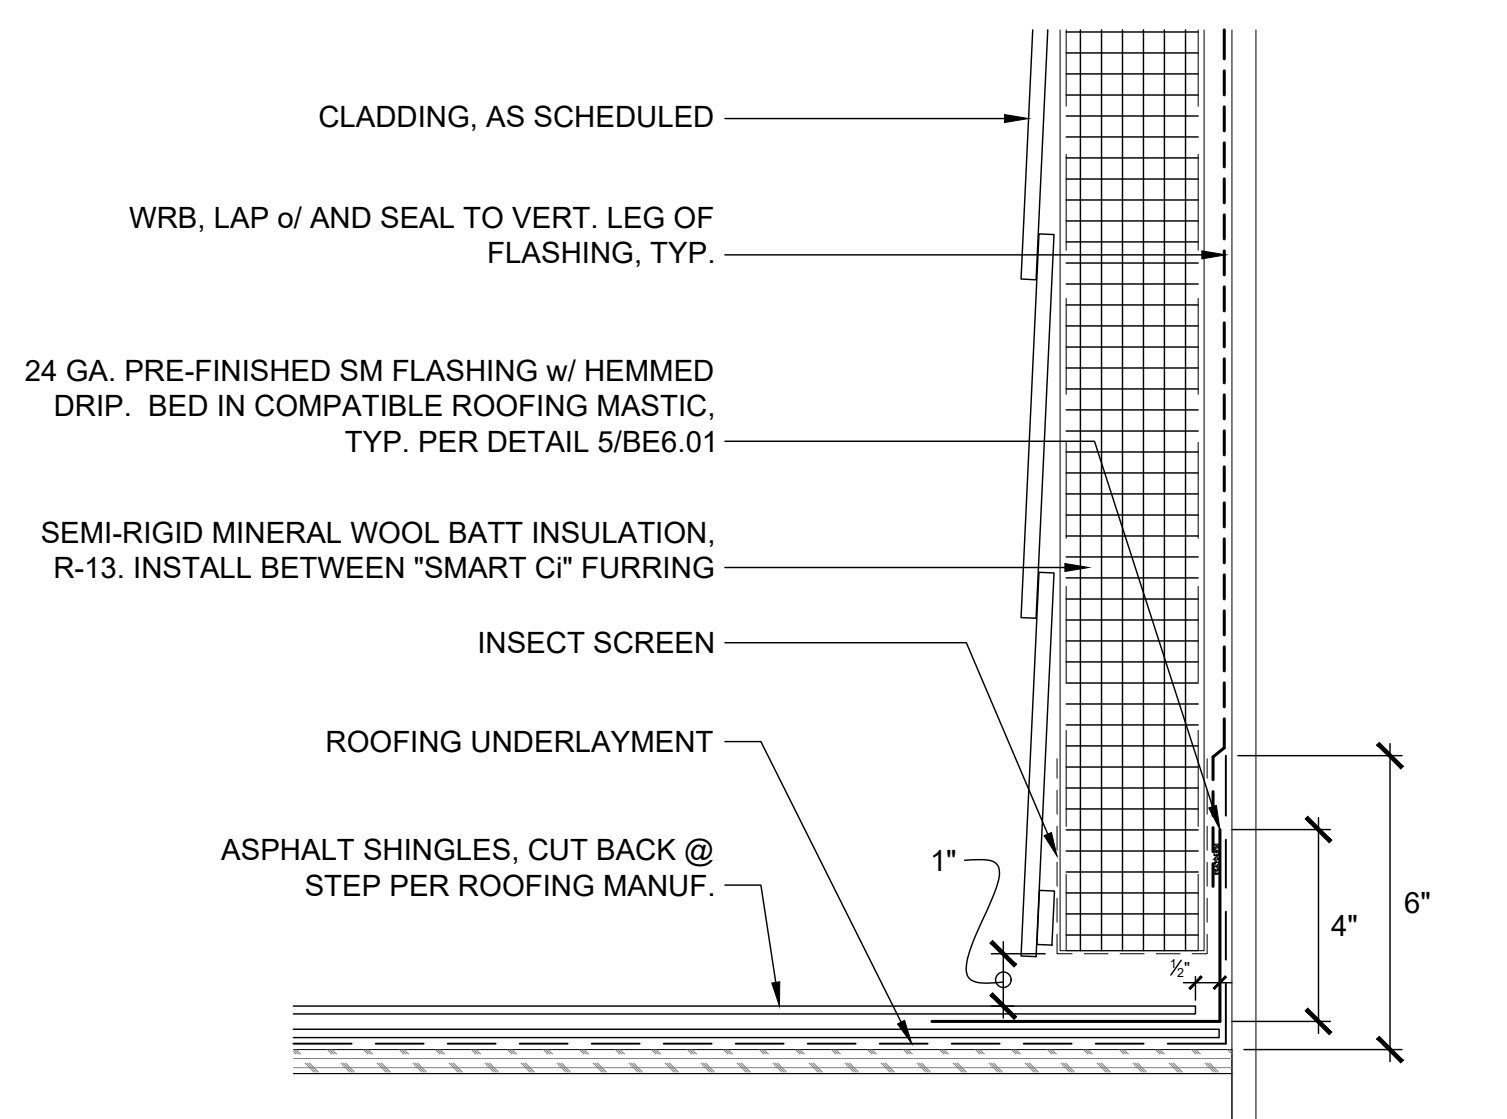 CLADDING, AS SCHEDULED
WRB, LAP o/ AND SEAL TO VERT. LEG OF
FLASHING, TYP.
24 GA. PRE-FINISHED SM FLASHING w/ HEMMED
DRIP.  BED IN COMPATIBLE ROOFING MASTIC,
TYP. PER DETAIL 5/BE6.01
SEMI-RIGID MINERAL WOOL BATT INSULATION,
R-13. INSTALL BETWEEN "SMART Ci" FURRING
INSECT SCREEN
ROOFING UNDERLAYMENT
ASPHALT SHINGLES, CUT BACK @
STEP PER ROOFING MANUF.
1"
½"
4"
6"